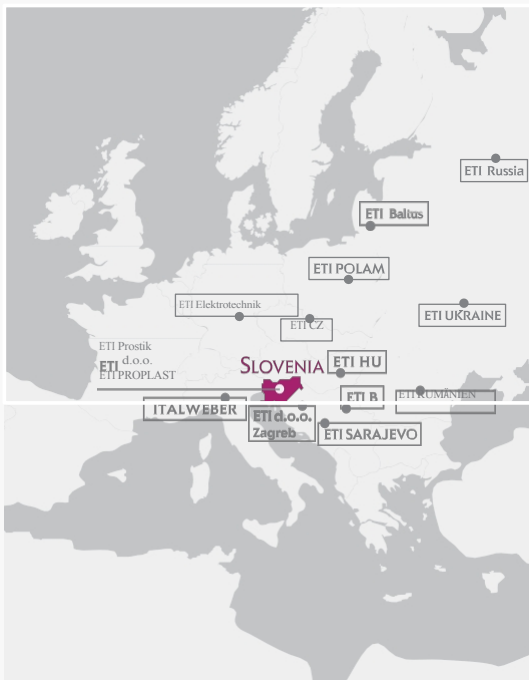 ETI Russia
ETI Baltus
ETI POLAM
ETI Elektrotechnik
ETI UKRAINE
ETI CZ
ETI Prostik
ETI d.o.o.
ETI PROPLAST
SLOVENIA
ETI HU
ETI B
ETI RUMÄNIEN
ITALWEBER
ETI d.o.o.
Zagreb
ETI SARAJEVO